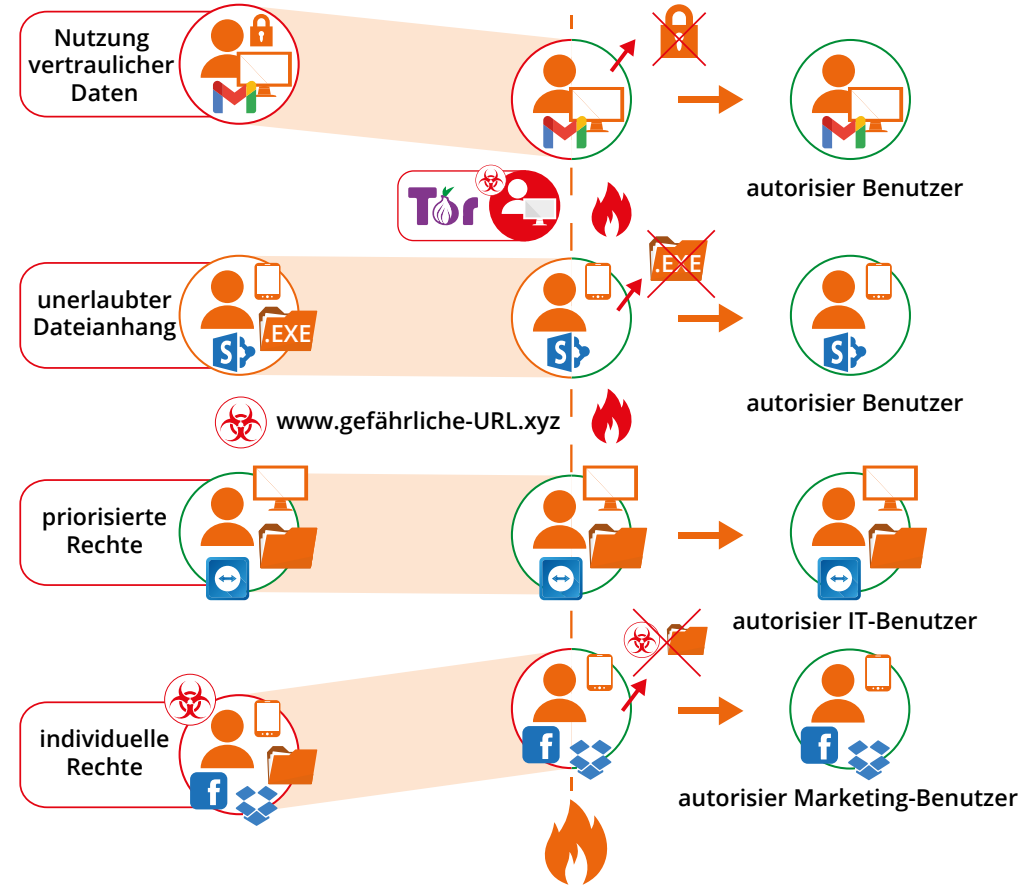 Nutzung
vertraulicher
Daten
autorisier Benutzer
Tor
unerlaubter
Dateianhang
.EXE
.EXE
autorisier Benutzer
www.gefährliche-URL.xyz
priorisierte
Rechte
autorisier IT-Benutzer
individuelle
Rechte
autorisier Marketing-Benutzer